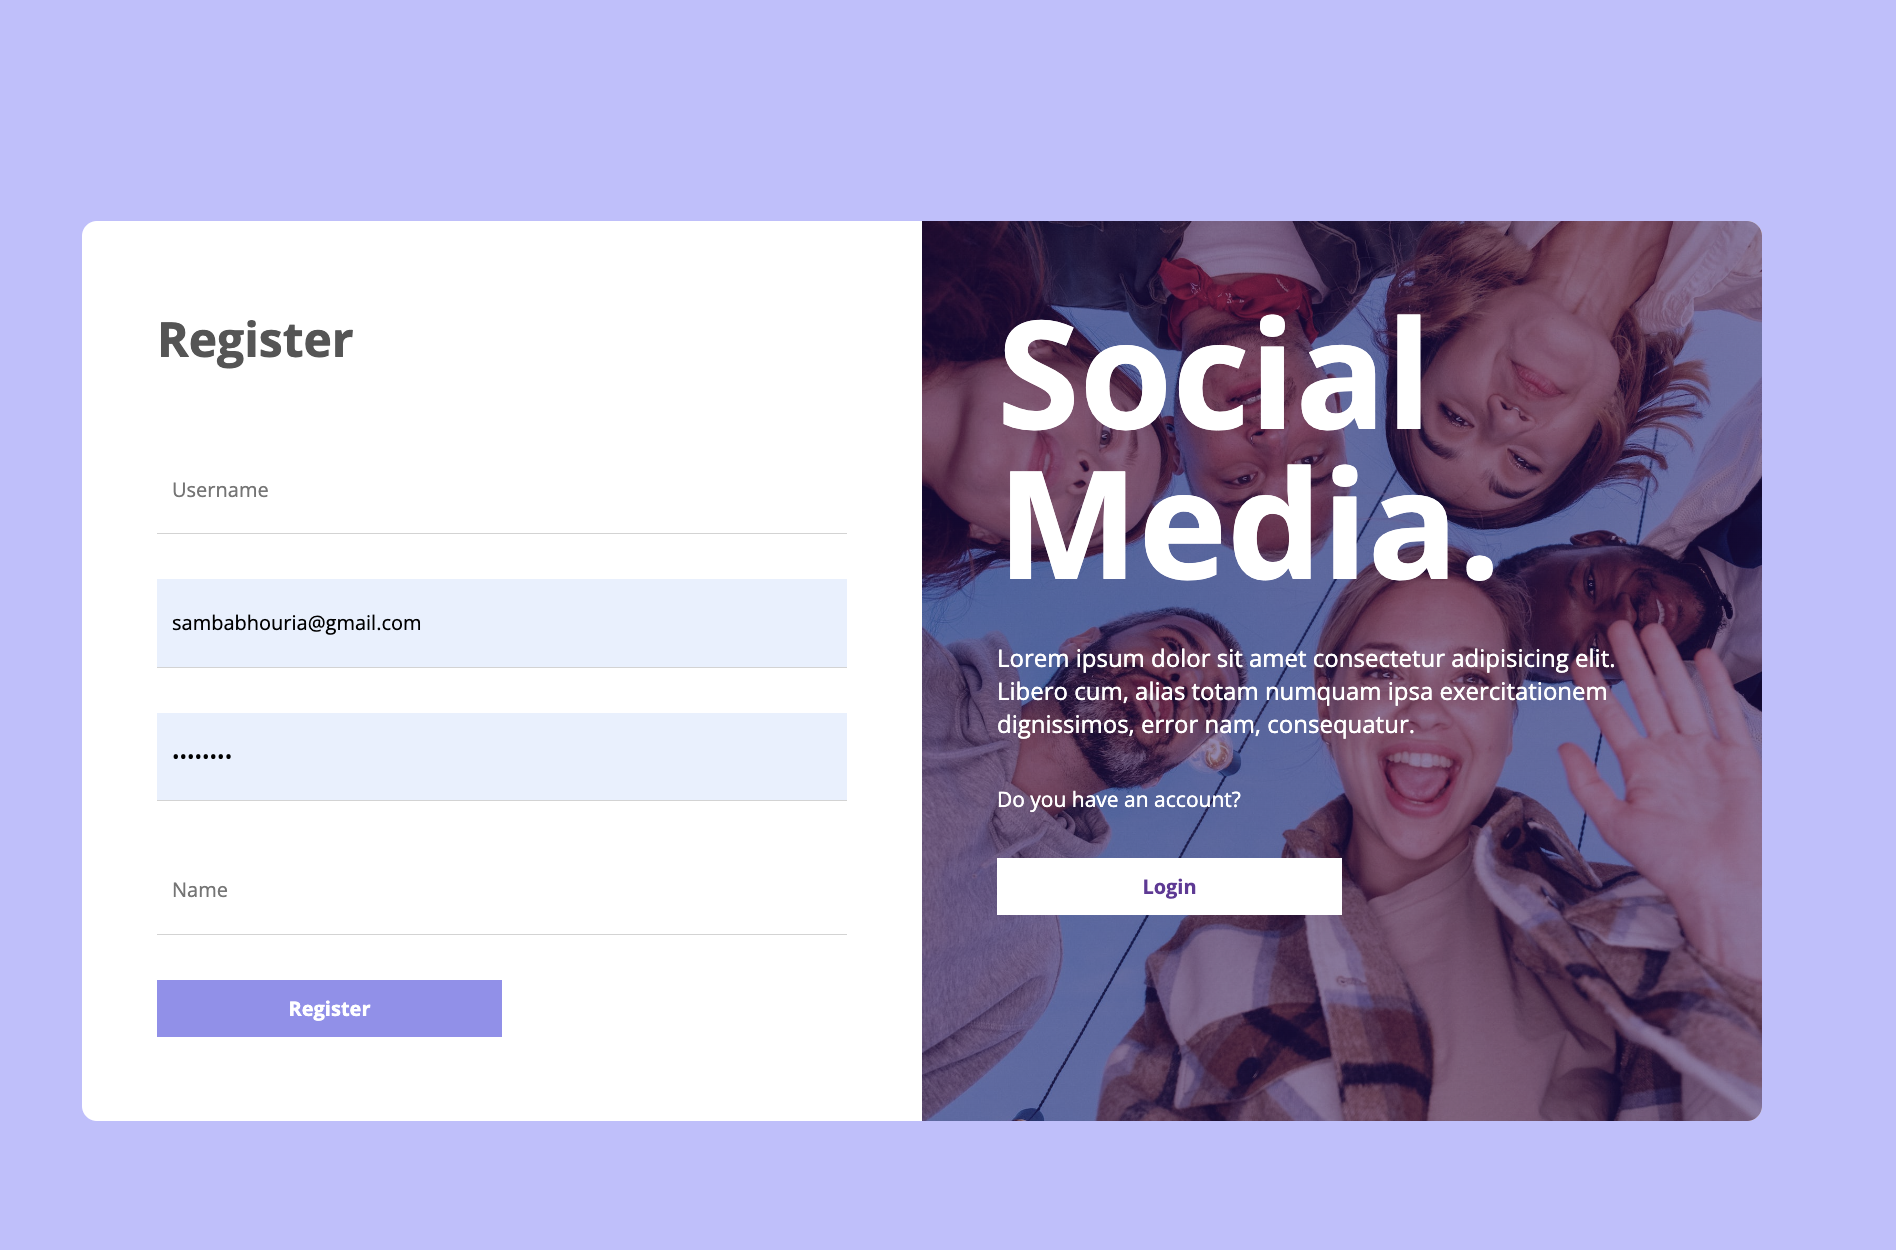 Register
Username
sambabhouria@gmail.com
••••••••
Name
Register
Social
Media.
Lorem ipsum dolor sit amet consectetur adipisicing elit.
Libero cum, alias totam numquam ipsa exercitationem
dignissimos, error nam, consequatur.
Do you have an account?
Login